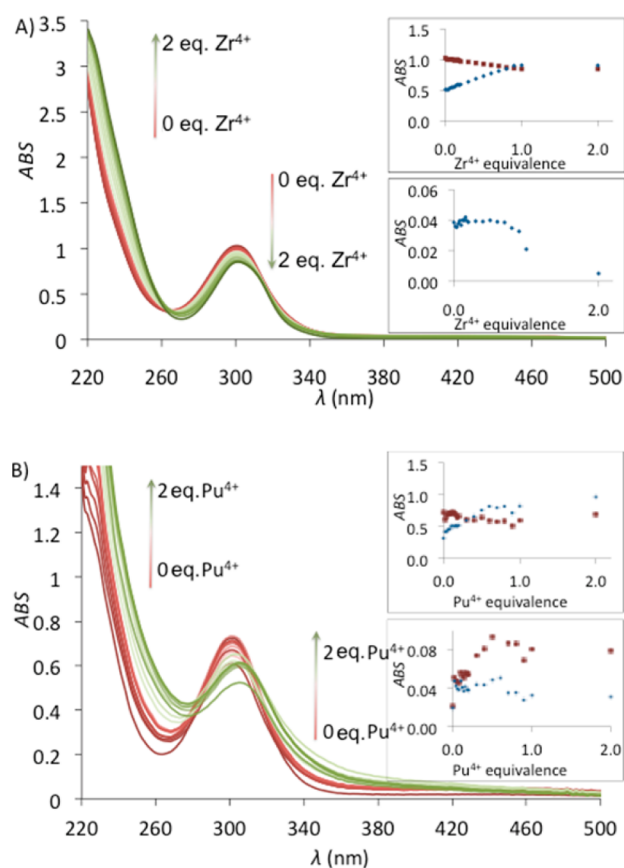 A)
ABS
3.5
3
2.5
2
1.5
1
0.5
0
220 260 300 340 380 420 460 500
λ (nm)
2 eq. Zr⁴⁺
0 eq. Zr⁴⁺
0 eq. Zr⁴⁺
2 eq. Zr⁴⁺
ABS
1.5
1.0
0.5
0.0
0.0 1.0 2.0
Zr⁴⁺ equivalence
ABS
0.06
0.04
0.02
0.00
0.0 1.0 2.0
Zr⁴⁺ equivalence
B)
ABS
1.4
1.2
1
0.8
0.6
0.4
0.2
0
220 260 300 340 380 420 460 500
λ (nm)
2 eq.Pu⁴⁺
0 eq.Pu⁴⁺
2 eq.Pu⁴⁺
0 eq.Pu⁴⁺
ABS
1.5
1.0
0.5
0.0
0.0 1.0 2.0
Pu⁴⁺ equivalence
ABS
0.08
0.04
0.00
0.0 1.0 2.0
Pu⁴⁺ equivalence